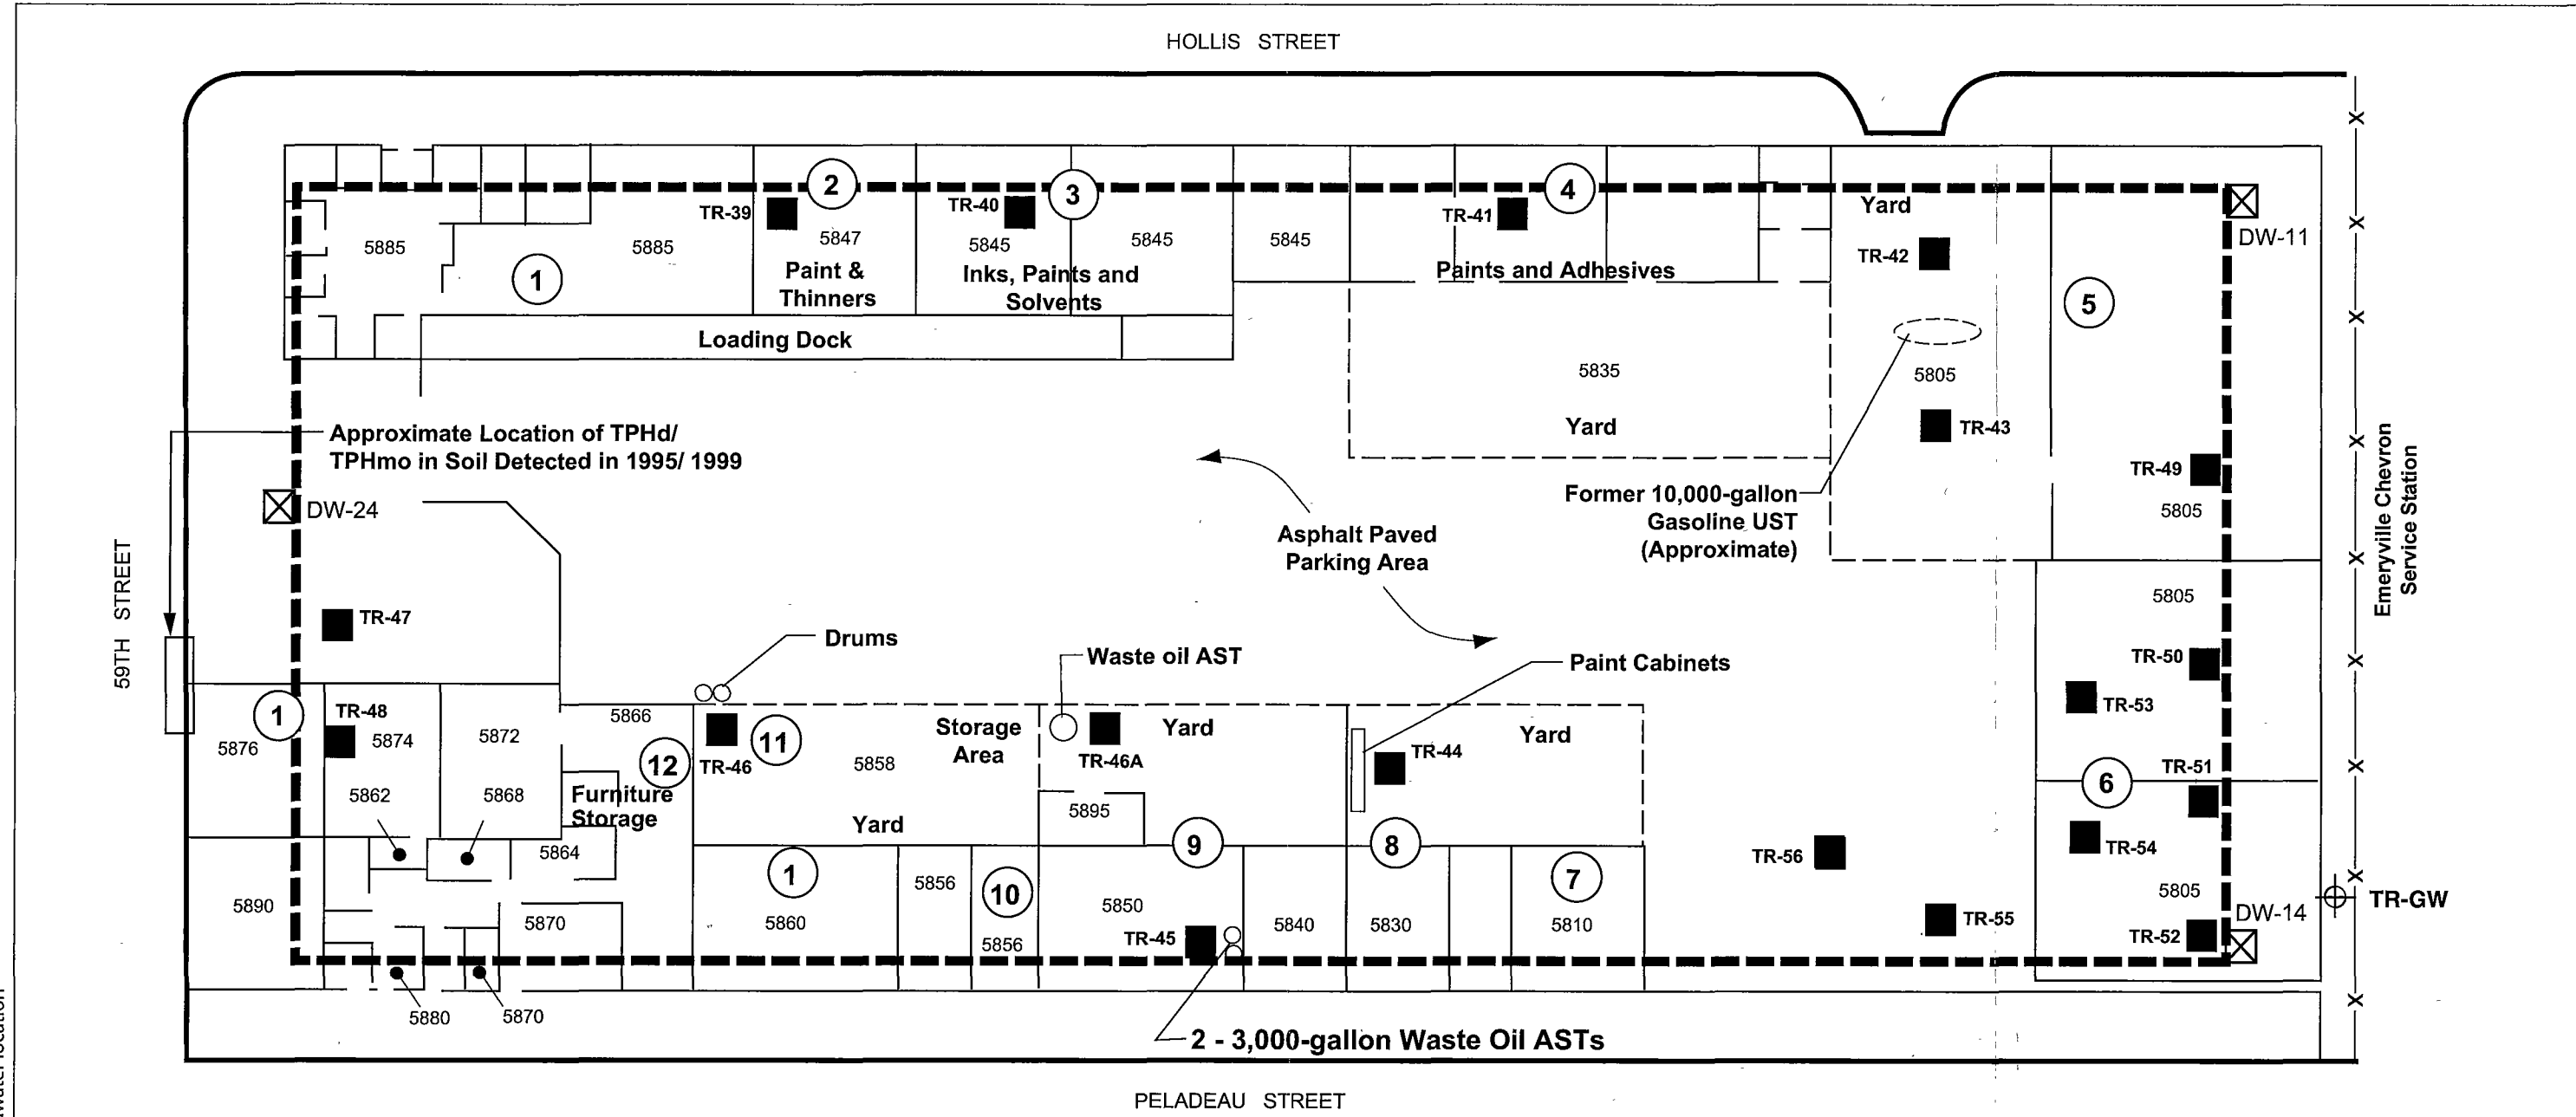 HOLLIS STREET
TR-39
2
5847
Paint &
Thinners
TR-40
3
5845
5845
Inks, Paints and
Solvents
5845
TR-41
4
Paints and Adhesives
Yard
TR-42
DW-11
5885
1
5885
5
Loading Dock
5835
Yard
5805
TR-43
Approximate Location of TPHd/
TPHmo in Soil Detected in 1995/ 1999
DW-24
Former 10,000-gallon
Gasoline UST
(Approximate)
TR-49
5805
Asphalt Paved
Parking Area
Emeryville Chevron
Service Station
59TH STREET
TR-47
Drums
Waste oil AST
Paint Cabinets
5805
TR-50
TR-53
1
5876
TR-48
5874
5872
5866
12
TR-46
11
5858
Storage
Area
TR-46A
Yard
TR-44
Yard
TR-51
6
5862
5868
Furniture
Storage
Yard
5895
9
8
TR-56
TR-54
5864
5890
5870
1
5860
5856
10
5856
5850
TR-45
5840
5830
7
5810
TR-55
5805
DW-14
TR-52
TR-GW
5880
5870
2 - 3,000-gallon Waste Oil ASTs
PELADEAU STREET
X
X
X
X
X
X
X
X
X
location